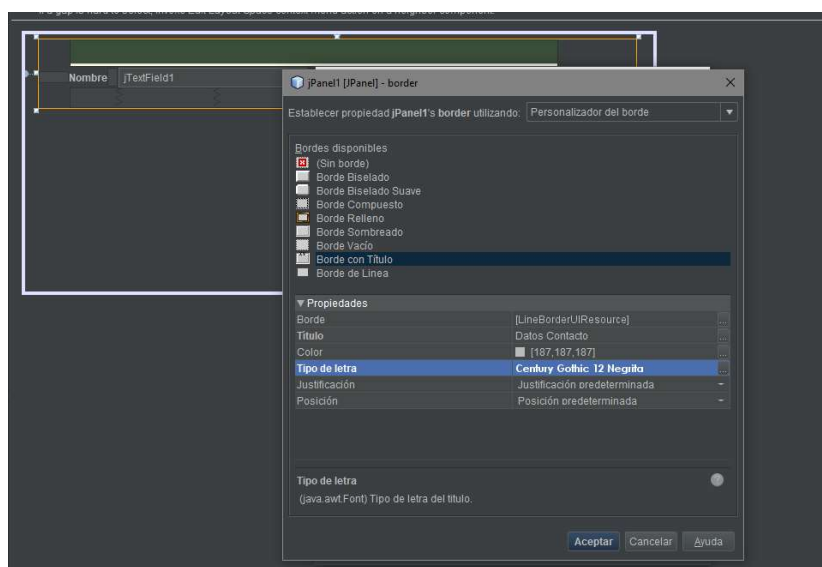 Nombre jTextField1
jPanel1 [JPanel] - border
Establecer propiedad jPanel1's border utilizando: Personalizador del borde
Bordes disponibles
(Sin borde)
Borde Biselado
Borde Biselado Suave
Borde Compuesto
Borde Relleno
Borde Sombreado
Borde Vacío
Borde con Título
Borde de Linea
Propiedades
Borde [LineBorderUIResource] ...
Título Datos Contacto ...
Color [187,187,187] ...
Tipo de letra Century Gothic 12 Negrita ...
Justificación Justificación predeterminada
Posición Posición predeterminada
Tipo de letra
(java.awt.Font) Tipo de letra del título.
Aceptar Cancelar Ayuda